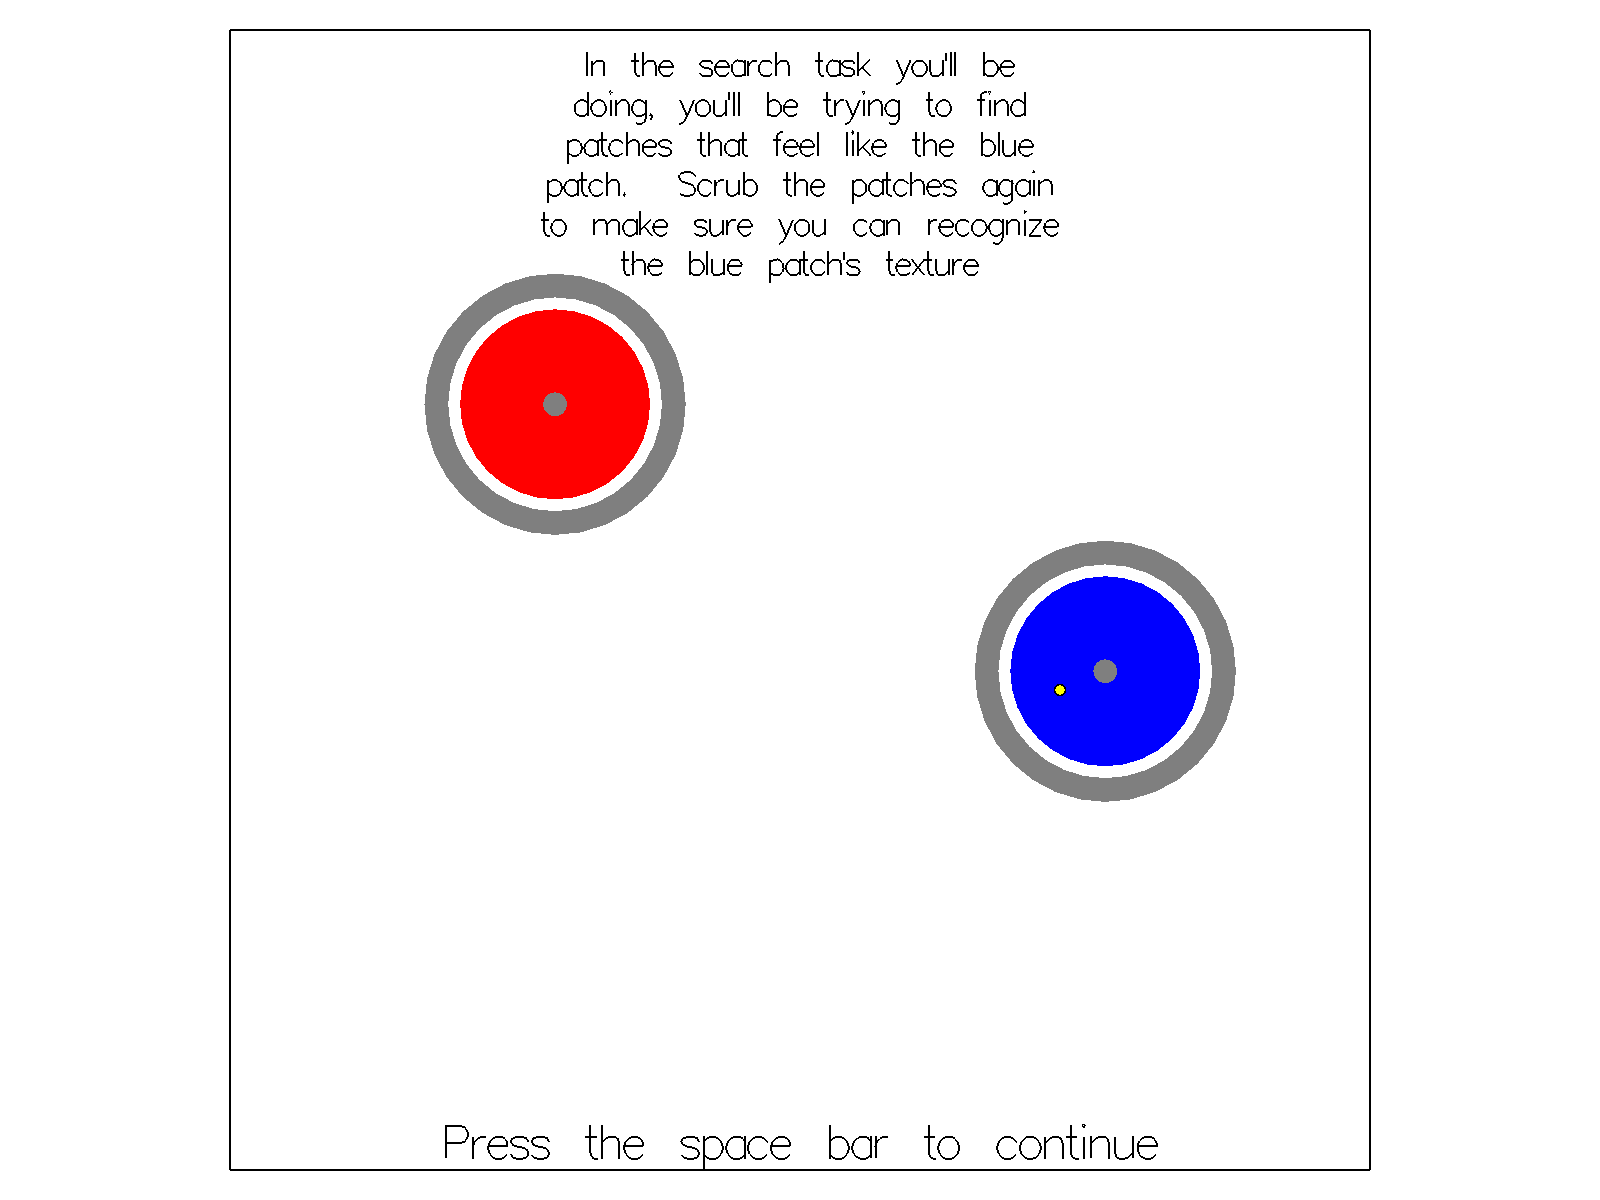 In the search task you'll be
doing, you'll be trying to find
patches that feel like the blue
patch. Scrub the patches again
to make sure you can recognize
the blue patch's texture
Press the space bar to continue